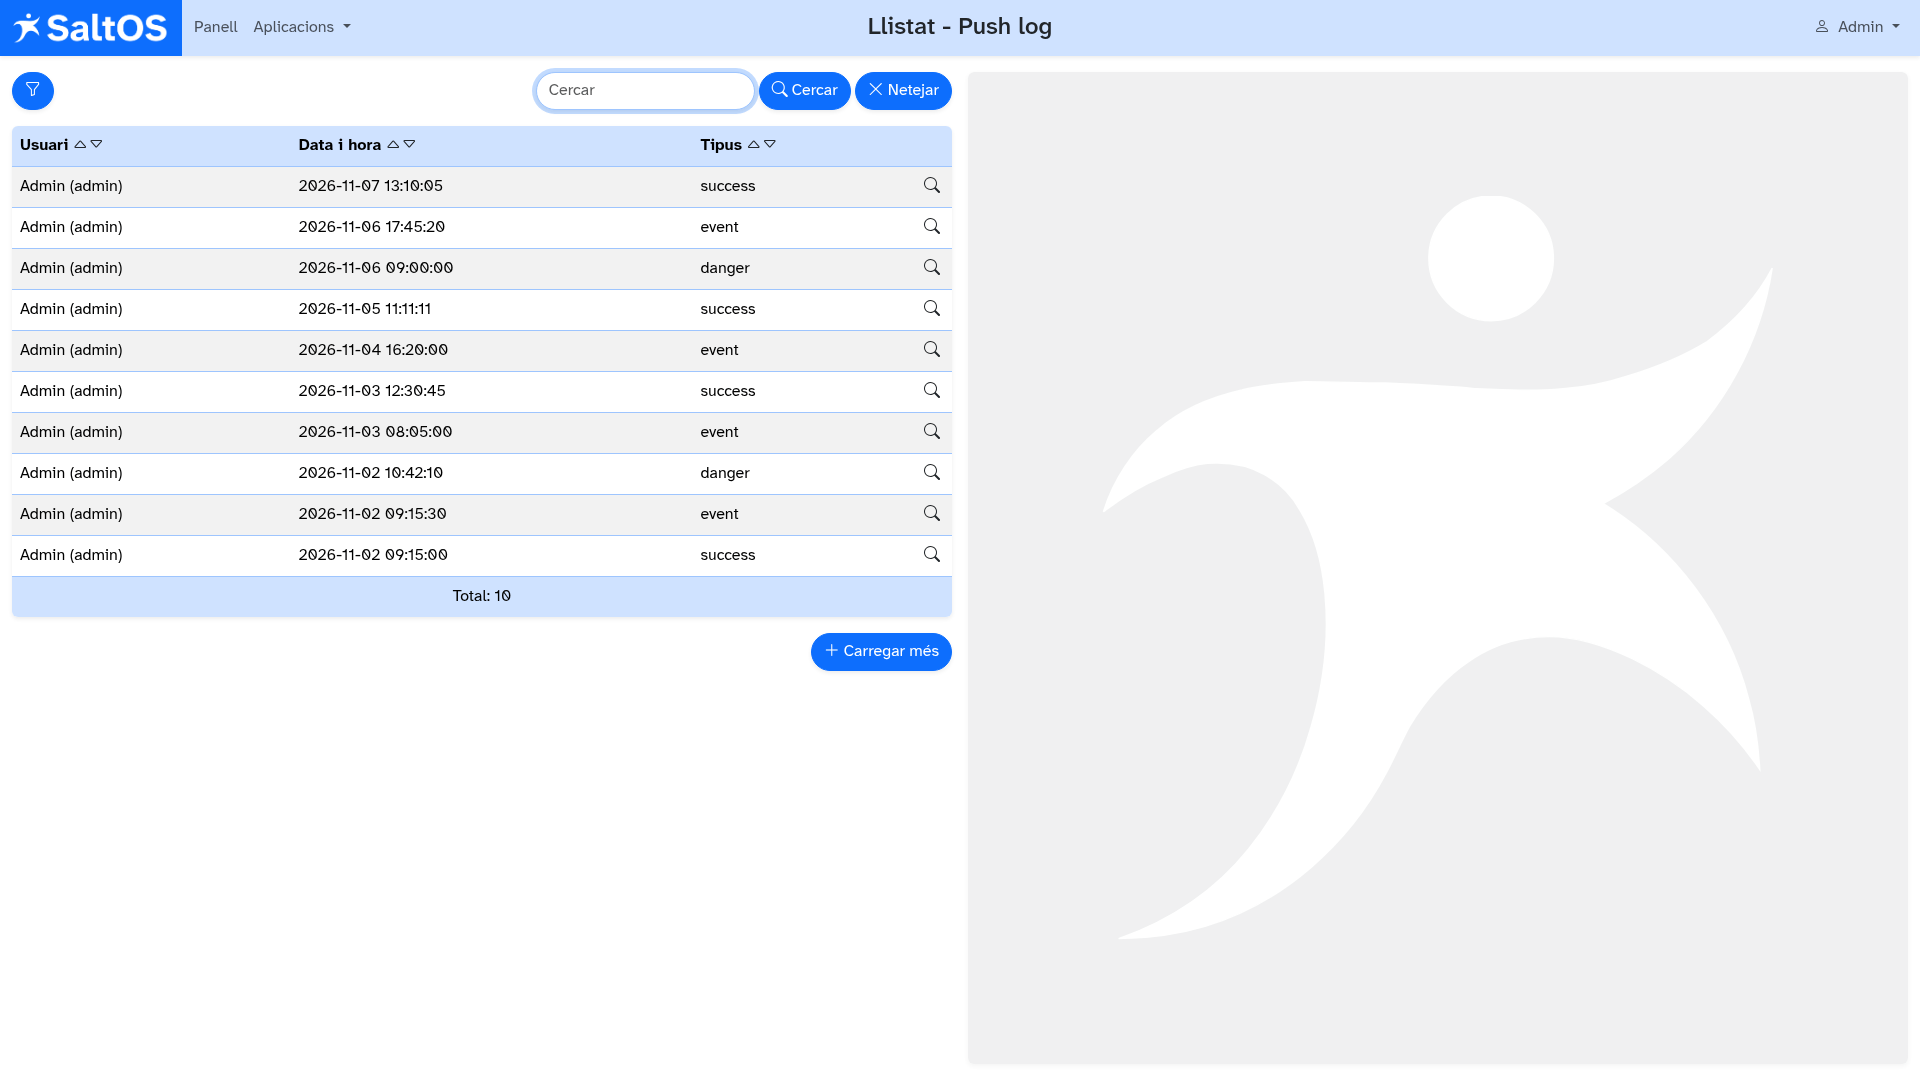 SaltOS Panell Aplicacions Llistat - Push log Admin
Cercar Cercar Netejar
Usuari Data i hora Tipus
Admin (admin) 2026-11-07 13:10:05 success
Admin (admin) 2026-11-06 17:45:20 event
Admin (admin) 2026-11-06 09:00:00 danger
Admin (admin) 2026-11-05 11:11:11 success
Admin (admin) 2026-11-04 16:20:00 event
Admin (admin) 2026-11-03 12:30:45 success
Admin (admin) 2026-11-03 08:05:00 event
Admin (admin) 2026-11-02 10:42:10 danger
Admin (admin) 2026-11-02 09:15:30 event
Admin (admin) 2026-11-02 09:15:00 success
Total: 10
Carregar més